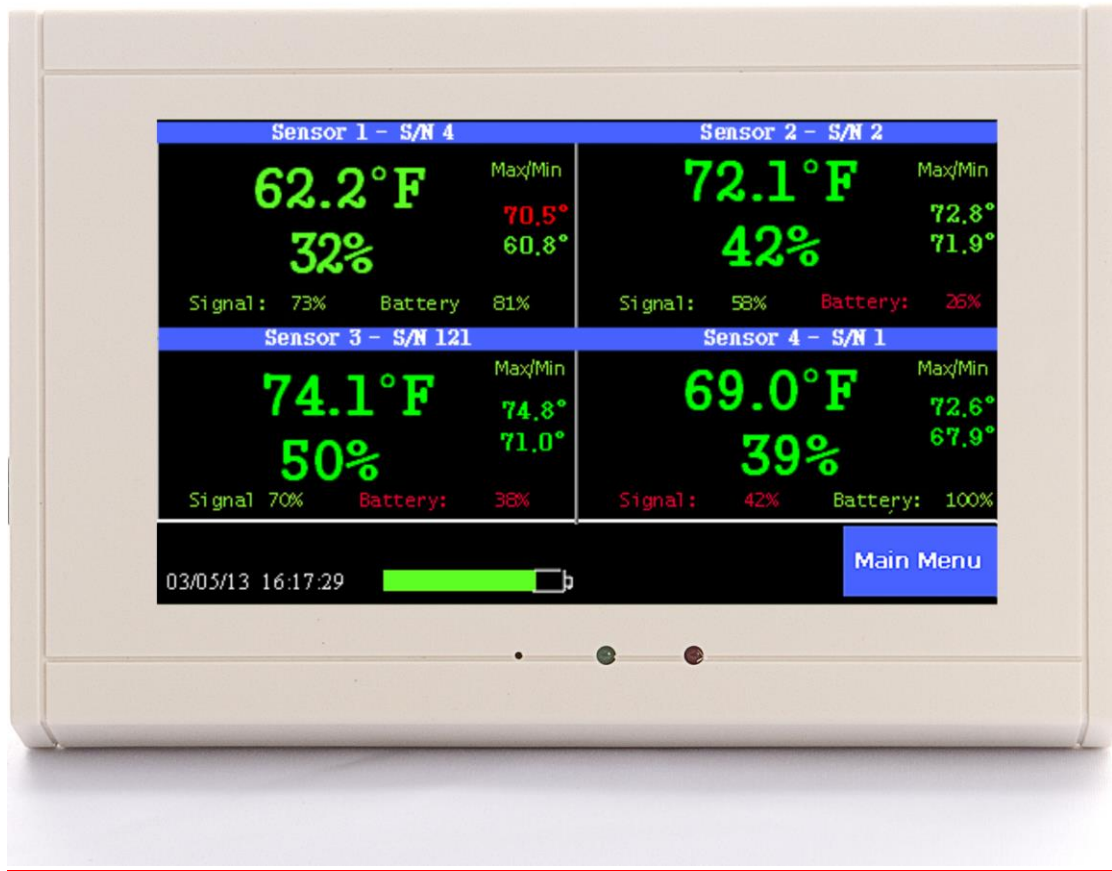 Sensor 1 - S/N 4
62.2°F
Max/Min
70.5°
32%
60.8°
Signal: 73% Battery 81%
Sensor 2 - S/N 2
72.1°F
Max/Min
72.8°
42%
71.9°
Signal: 58% Battery: 26%
Sensor 3 - S/N 121
74.1°F
Max/Min
74.8°
50%
71.0°
Signal 70% Battery: 38%
Sensor 4 - S/N 1
69.0°F
Max/Min
72.6°
39%
67.9°
Signal: 42% Battery: 100%
03/05/13 16:17:29
Main Menu